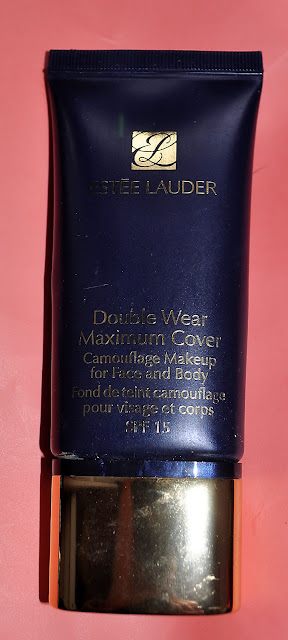 ESTĒE LAUDER
Double Wear
Maximum Cover
Camouflage Makeup
for Face and Body
Fond de teint camouflage
pour visage et corps
SPF 15